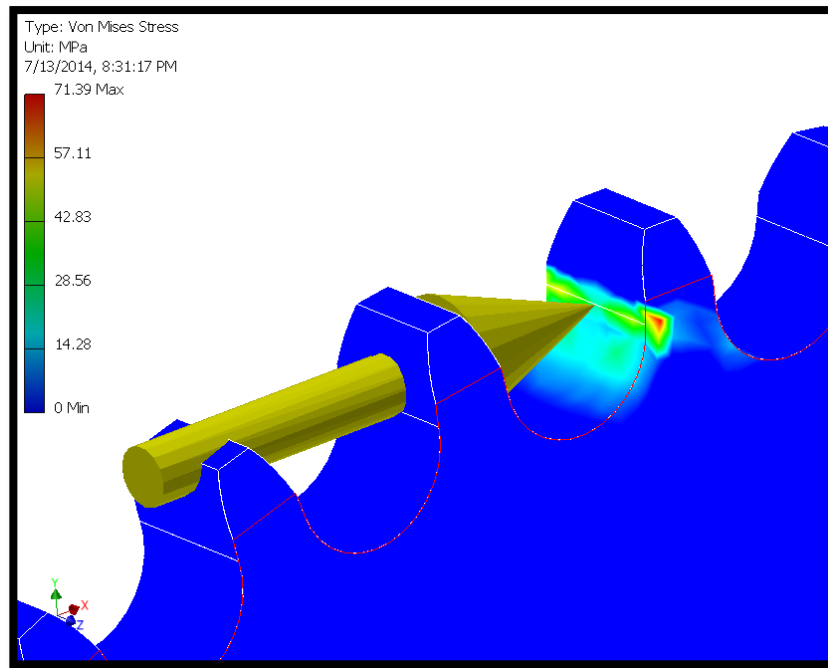 Type: Von Mises Stress
Unit: MPa
7/13/2014, 8:31:17 PM
71.39 Max
57.11
42.83
28.56
14.28
0 Min
Y
X
Z